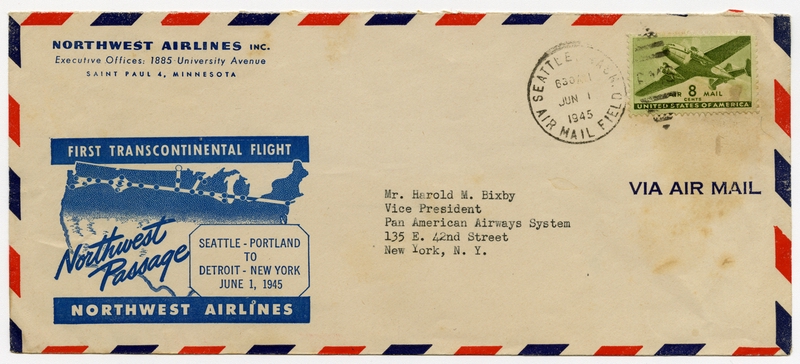 NORTHWEST AIRLINES INC.
Executive Offices: 1885 University Avenue
SAINT PAUL 4, MINNESOTA
SEATTLE, WASH.
830AM
JUN 1
1945
AIR MAIL FIELD
AIR 8 MAIL
CENTS
UNITED STATES OF AMERICA
FIRST TRANSCONTINENTAL FLIGHT
Northwest
Passage
SEATTLE - PORTLAND
TO
DETROIT - NEW YORK
JUNE 1, 1945
NORTHWEST AIRLINES
VIA AIR MAIL
Mr. Harold M. Bixby
Vice President
Pan American Airways System
135 E. 42nd Street
New York, N. Y.